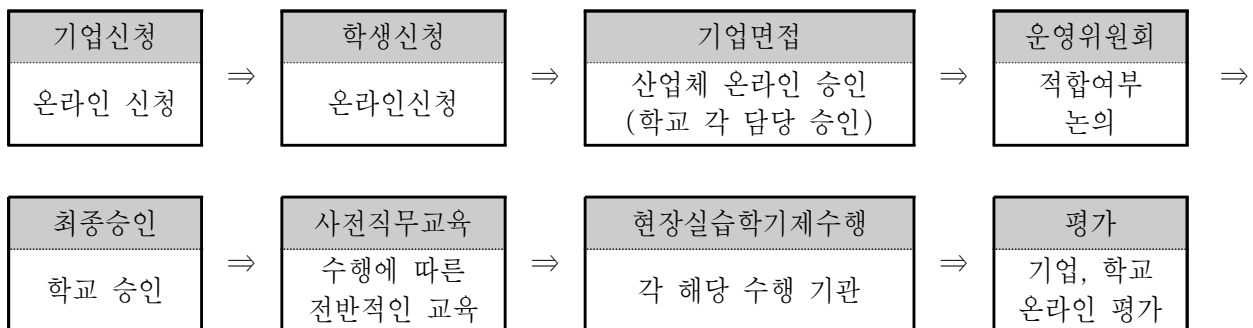 기업신청
온라인 신청
⇒
학생신청
온라인신청
⇒
기업면접
산업체 온라인 승인
(학교 각 담당 승인)
⇒
운영위원회
적합여부
논의
⇒
최종승인
학교 승인
⇒
사전직무교육
수행에 따른
전반적인 교육
⇒
현장실습학기제수행
각 해당 수행 기관
⇒
평가
기업, 학교
온라인 평가